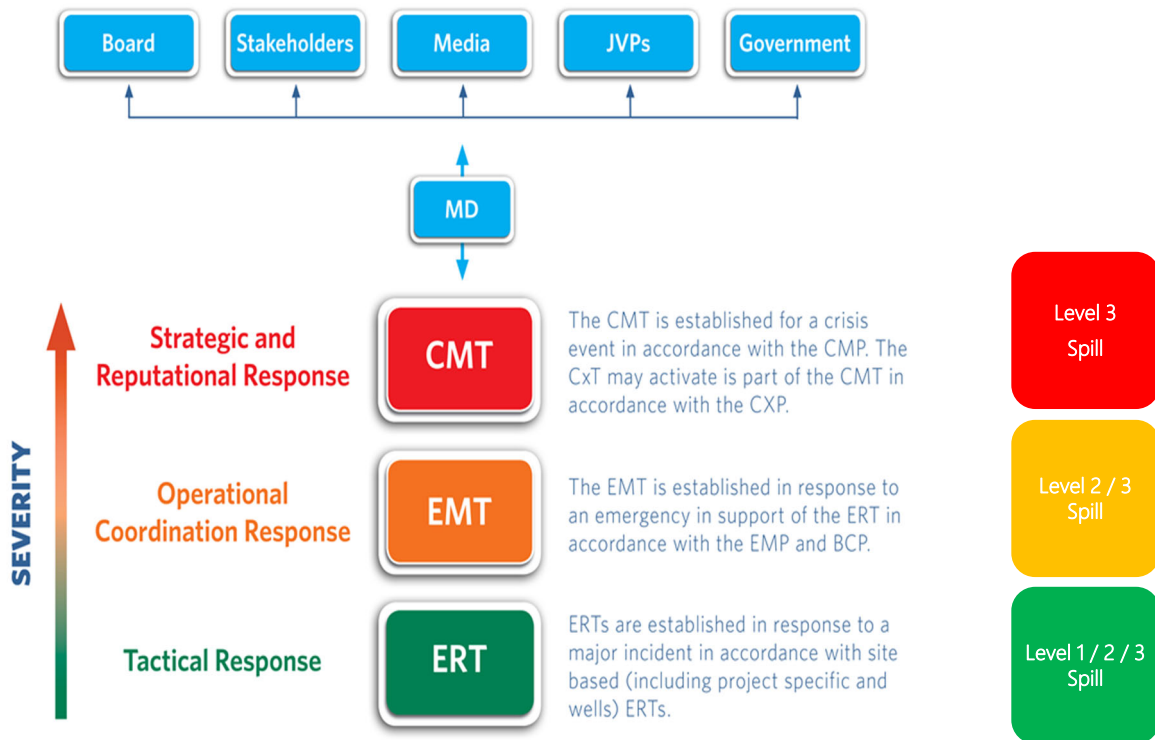 Board
Stakeholders
Media
JVPs
Government
MD
SEVERITY
Strategic and
Reputational Response
CMT
The CMT is established for a crisis
event in accordance with the CMP. The
CxT may activate is part of the CMT in
accordance with the CXP.
Level 3
Spill
Operational
Coordination Response
EMT
The EMT is established in response to
an emergency in support of the ERT in
accordance with the EMP and BCP.
Level 2 / 3
Spill
Tactical Response
ERT
ERTs are established in response to a
major incident in accordance with site
based (including project specific and
wells) ERTs.
Level 1 / 2 / 3
Spill